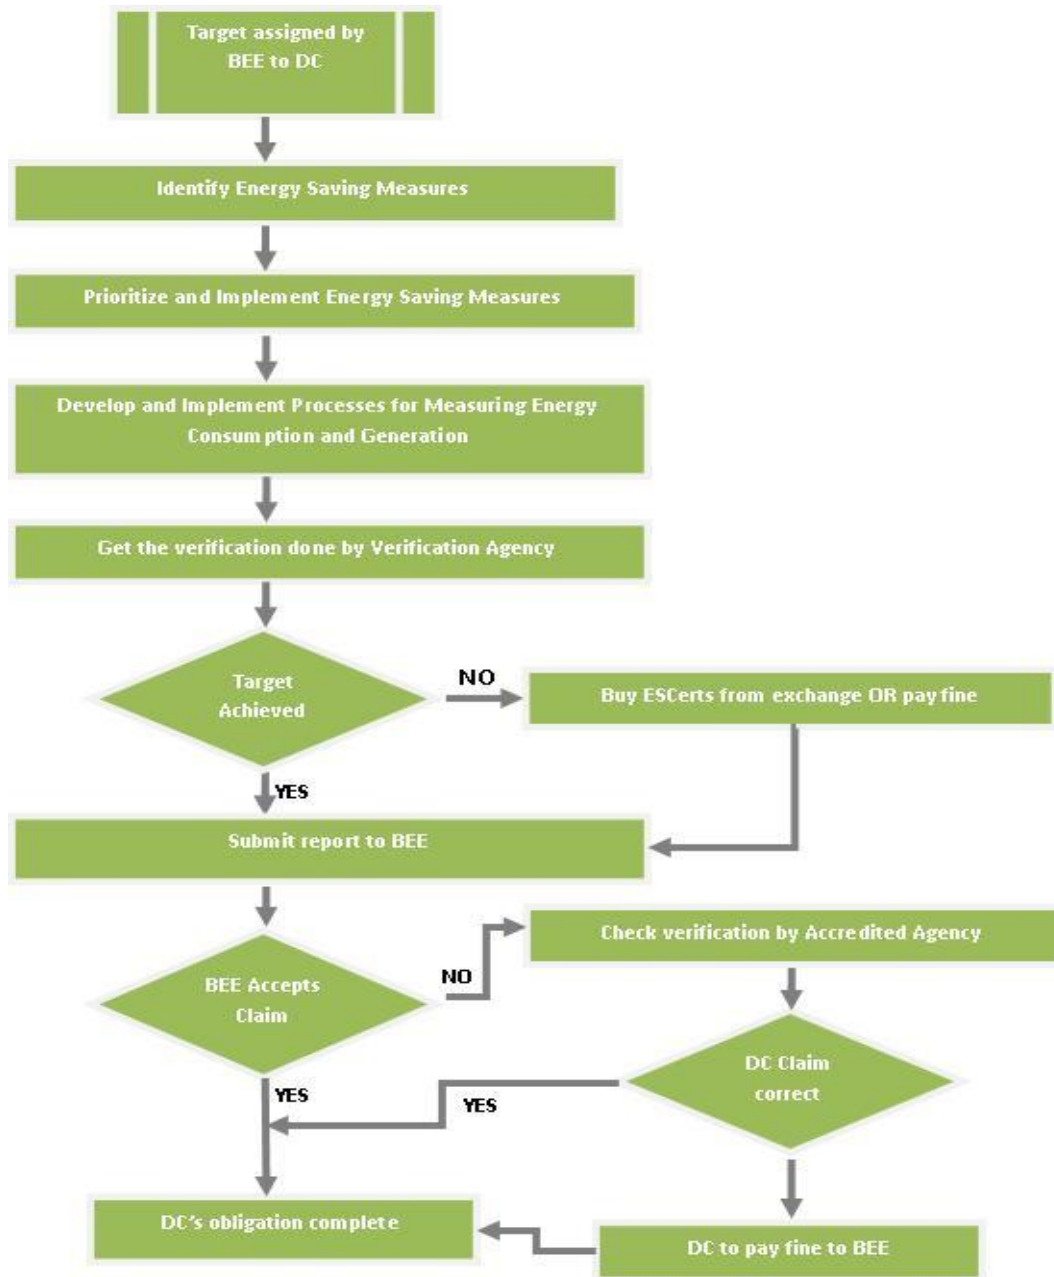 Target assigned by
BEE to DC
Identify Energy Saving Measures
Prioritize and Implement Energy Saving Measures
Develop and Implement Processes for Measuring Energy
Consumption and Generation
Get the verification done by Verification Agency
Target
Achieved
NO
Buy ESCerts from exchange OR pay fine
YES
Submit report to BEE
BEE Accepts
Claim
NO
Check verification by Accredited Agency
DC Claim
correct
YES
YES
DC's obligation complete
DC to pay fine to BEE